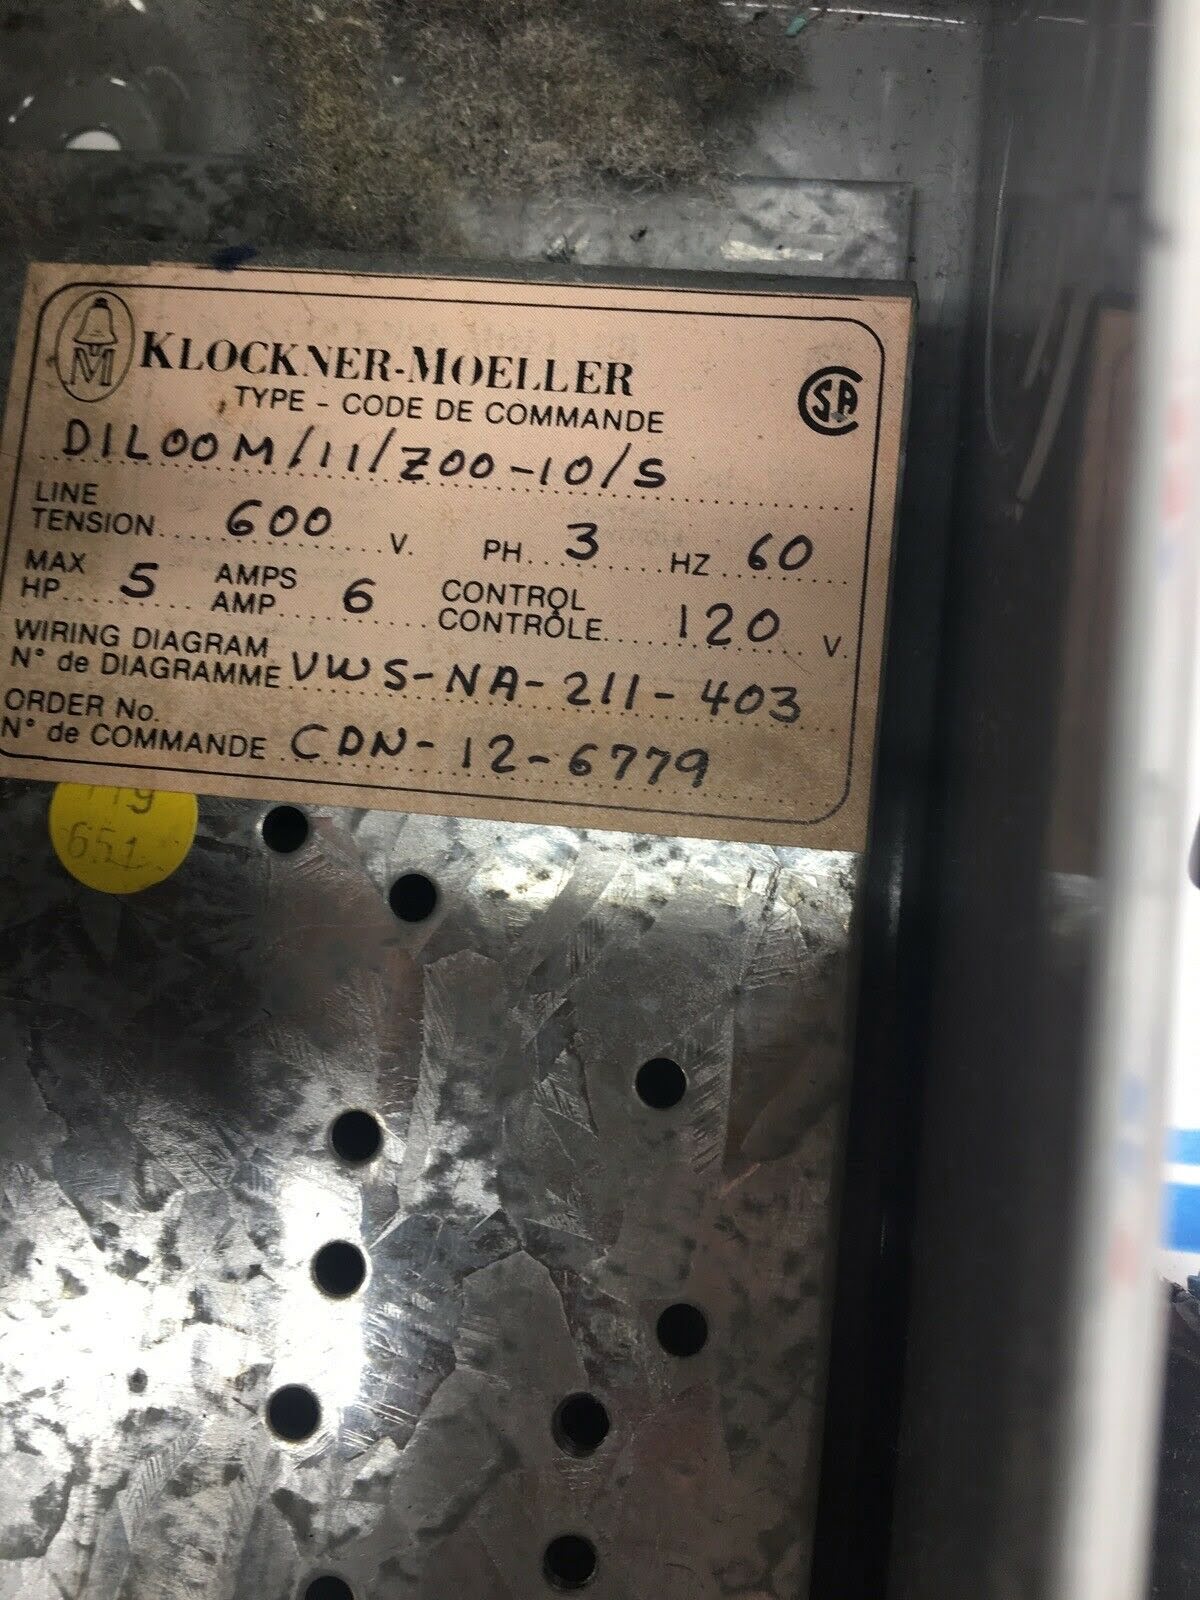 M
KLOCKNER-MOELLER
CSA
TYPE - CODE DE COMMANDE
DIL00M/11/Z00-10/S
LINE
TENSION 600 V. PH. 3 HZ 60
MAX HP 5 AMPS AMP 6 CONTROL CONTRÔLE 120 V.
WIRING DIAGRAM
N° de DIAGRAMME VWS-NA-211-403
ORDER No.
N° de COMMANDE CDN-12-6779
651